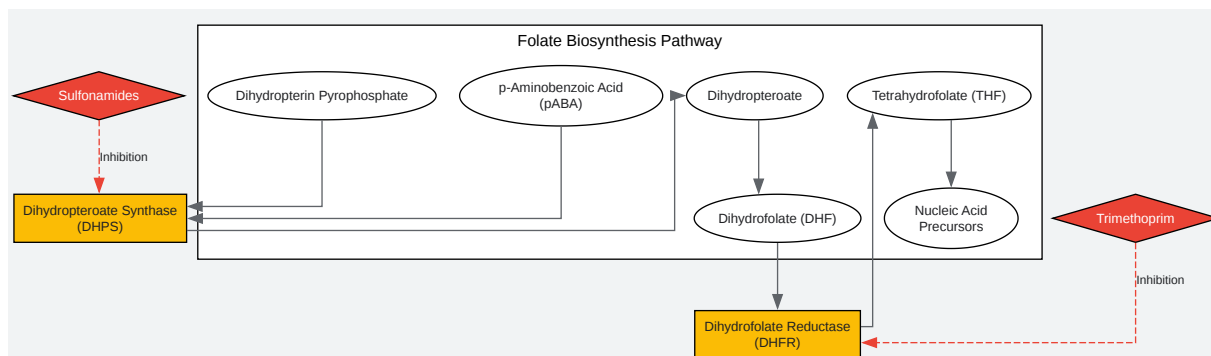 Folate Biosynthesis Pathway
Sulfonamides
Dihydropterin Pyrophosphate
p-Aminobenzoic Acid
(pABA)
Dihydropteroate
Tetrahydrofolate (THF)
Inhibition
Dihydropteroate Synthase
(DHPS)
Dihydrofolate (DHF)
Nucleic Acid
Precursors
Trimethoprim
Inhibition
Dihydrofolate Reductase
(DHFR)